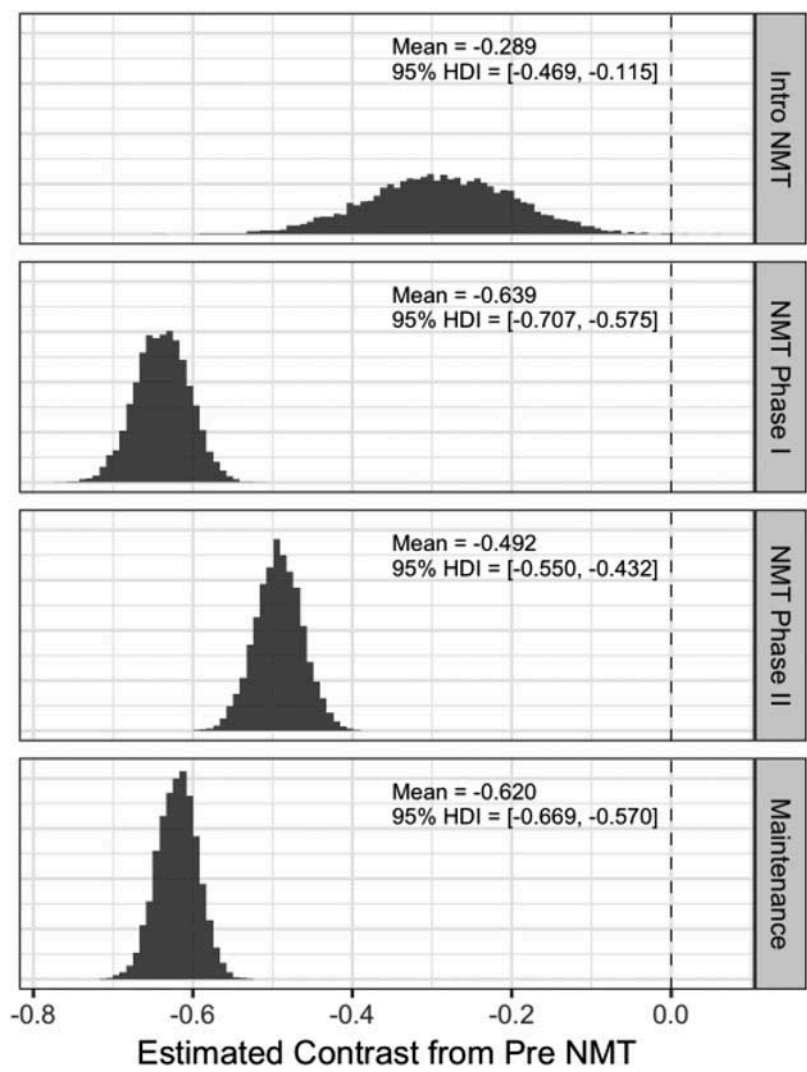 Mean = -0.289
95% HDI = [-0.469, -0.115]
Intro NMT
Mean = -0.639
95% HDI = [-0.707, -0.575]
NMT Phase I
Mean = -0.492
95% HDI = [-0.550, -0.432]
NMT Phase II
Mean = -0.620
95% HDI = [-0.669, -0.570]
Maintenance
-0.8 -0.6 -0.4 -0.2 0.0
Estimated Contrast from Pre NMT